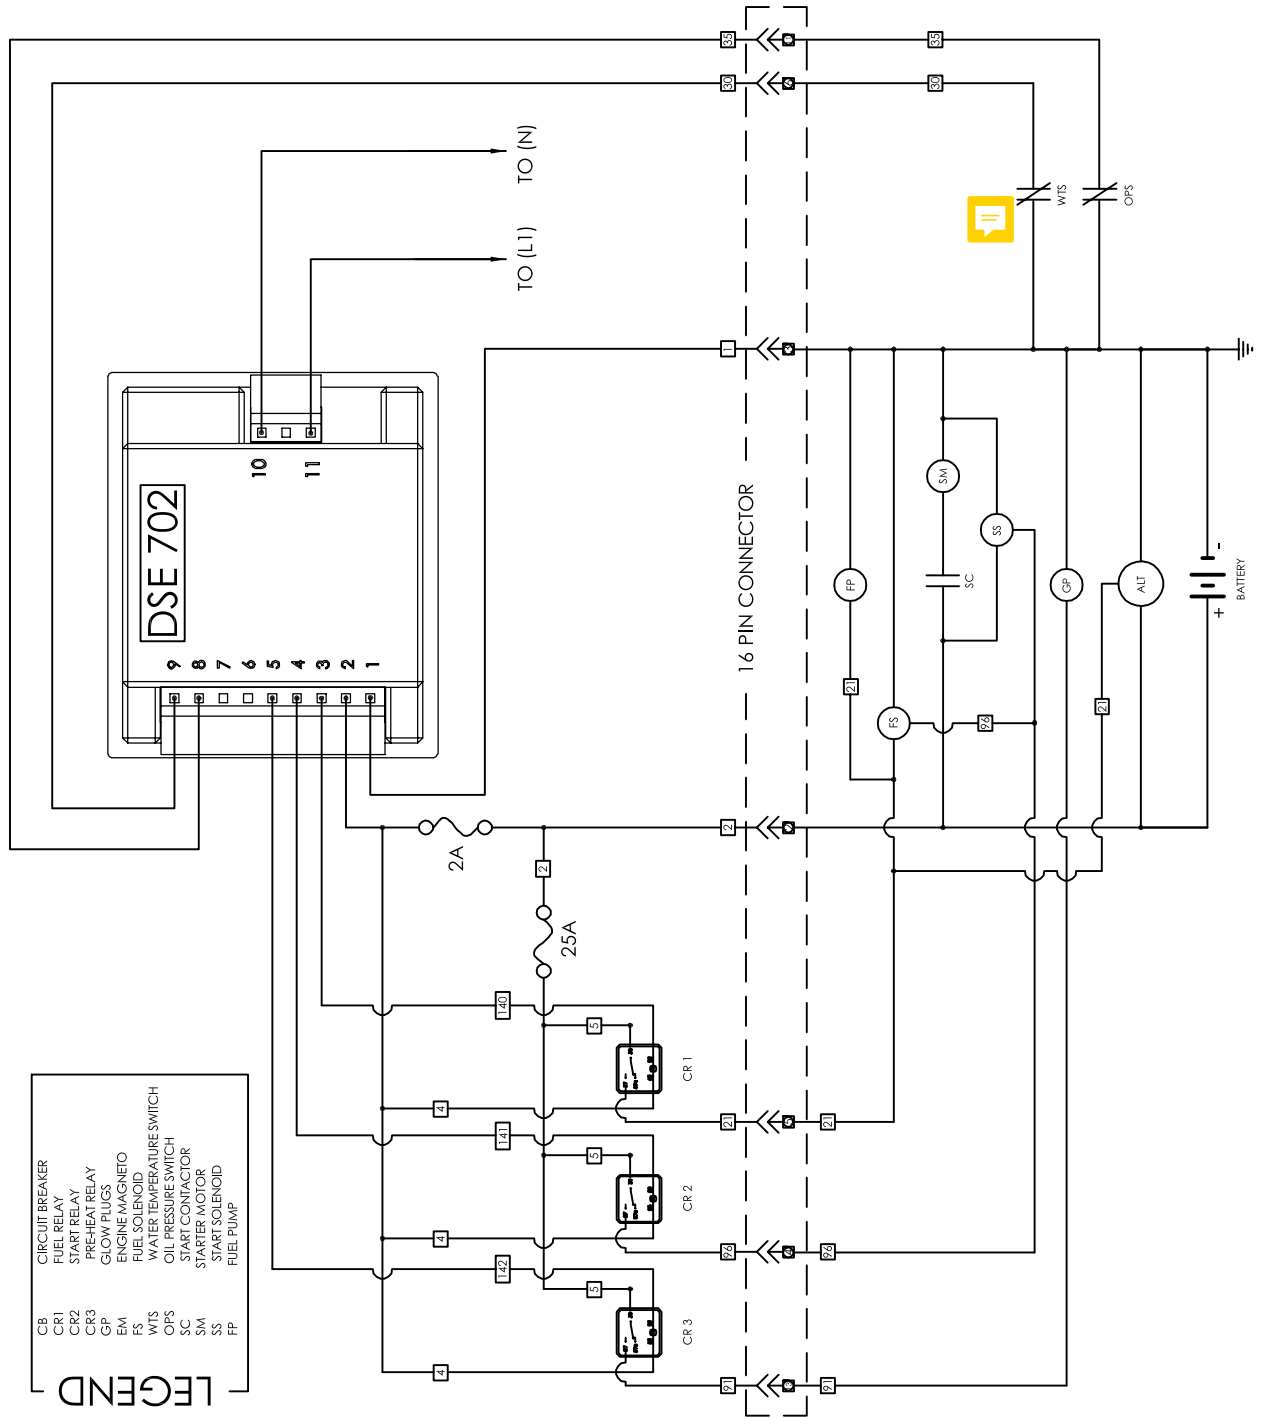 35
35
30
30
TO (N)
TO (L1)
WTS
OPS
1
DSE 702
10
11
9
8
7
6
5
4
3
2
1
16 PIN CONNECTOR
SM
SS
FP
SC
GP
ALT
BATTERY
-
+
21
FS
96
21
2
2A
2
25A
140
5
CR 1
4
21
5
21
141
5
CR 2
4
96
4
96
142
5
CR 3
4
91
91
LEGEND
CB CIRCUIT BREAKER
CR1 FUEL RELAY
CR2 START RELAY
CR3 PRE-HEAT RELAY
GP GLOW PLUGS
EM ENGINE MAGNETO
FS FUEL SOLENOID
WTS WATER TEMPERATURE SWITCH
OPS OIL PRESSURE SWITCH
SC START CONTACTOR
SM STARTER MOTOR
SS START SOLENOID
FP FUEL PUMP